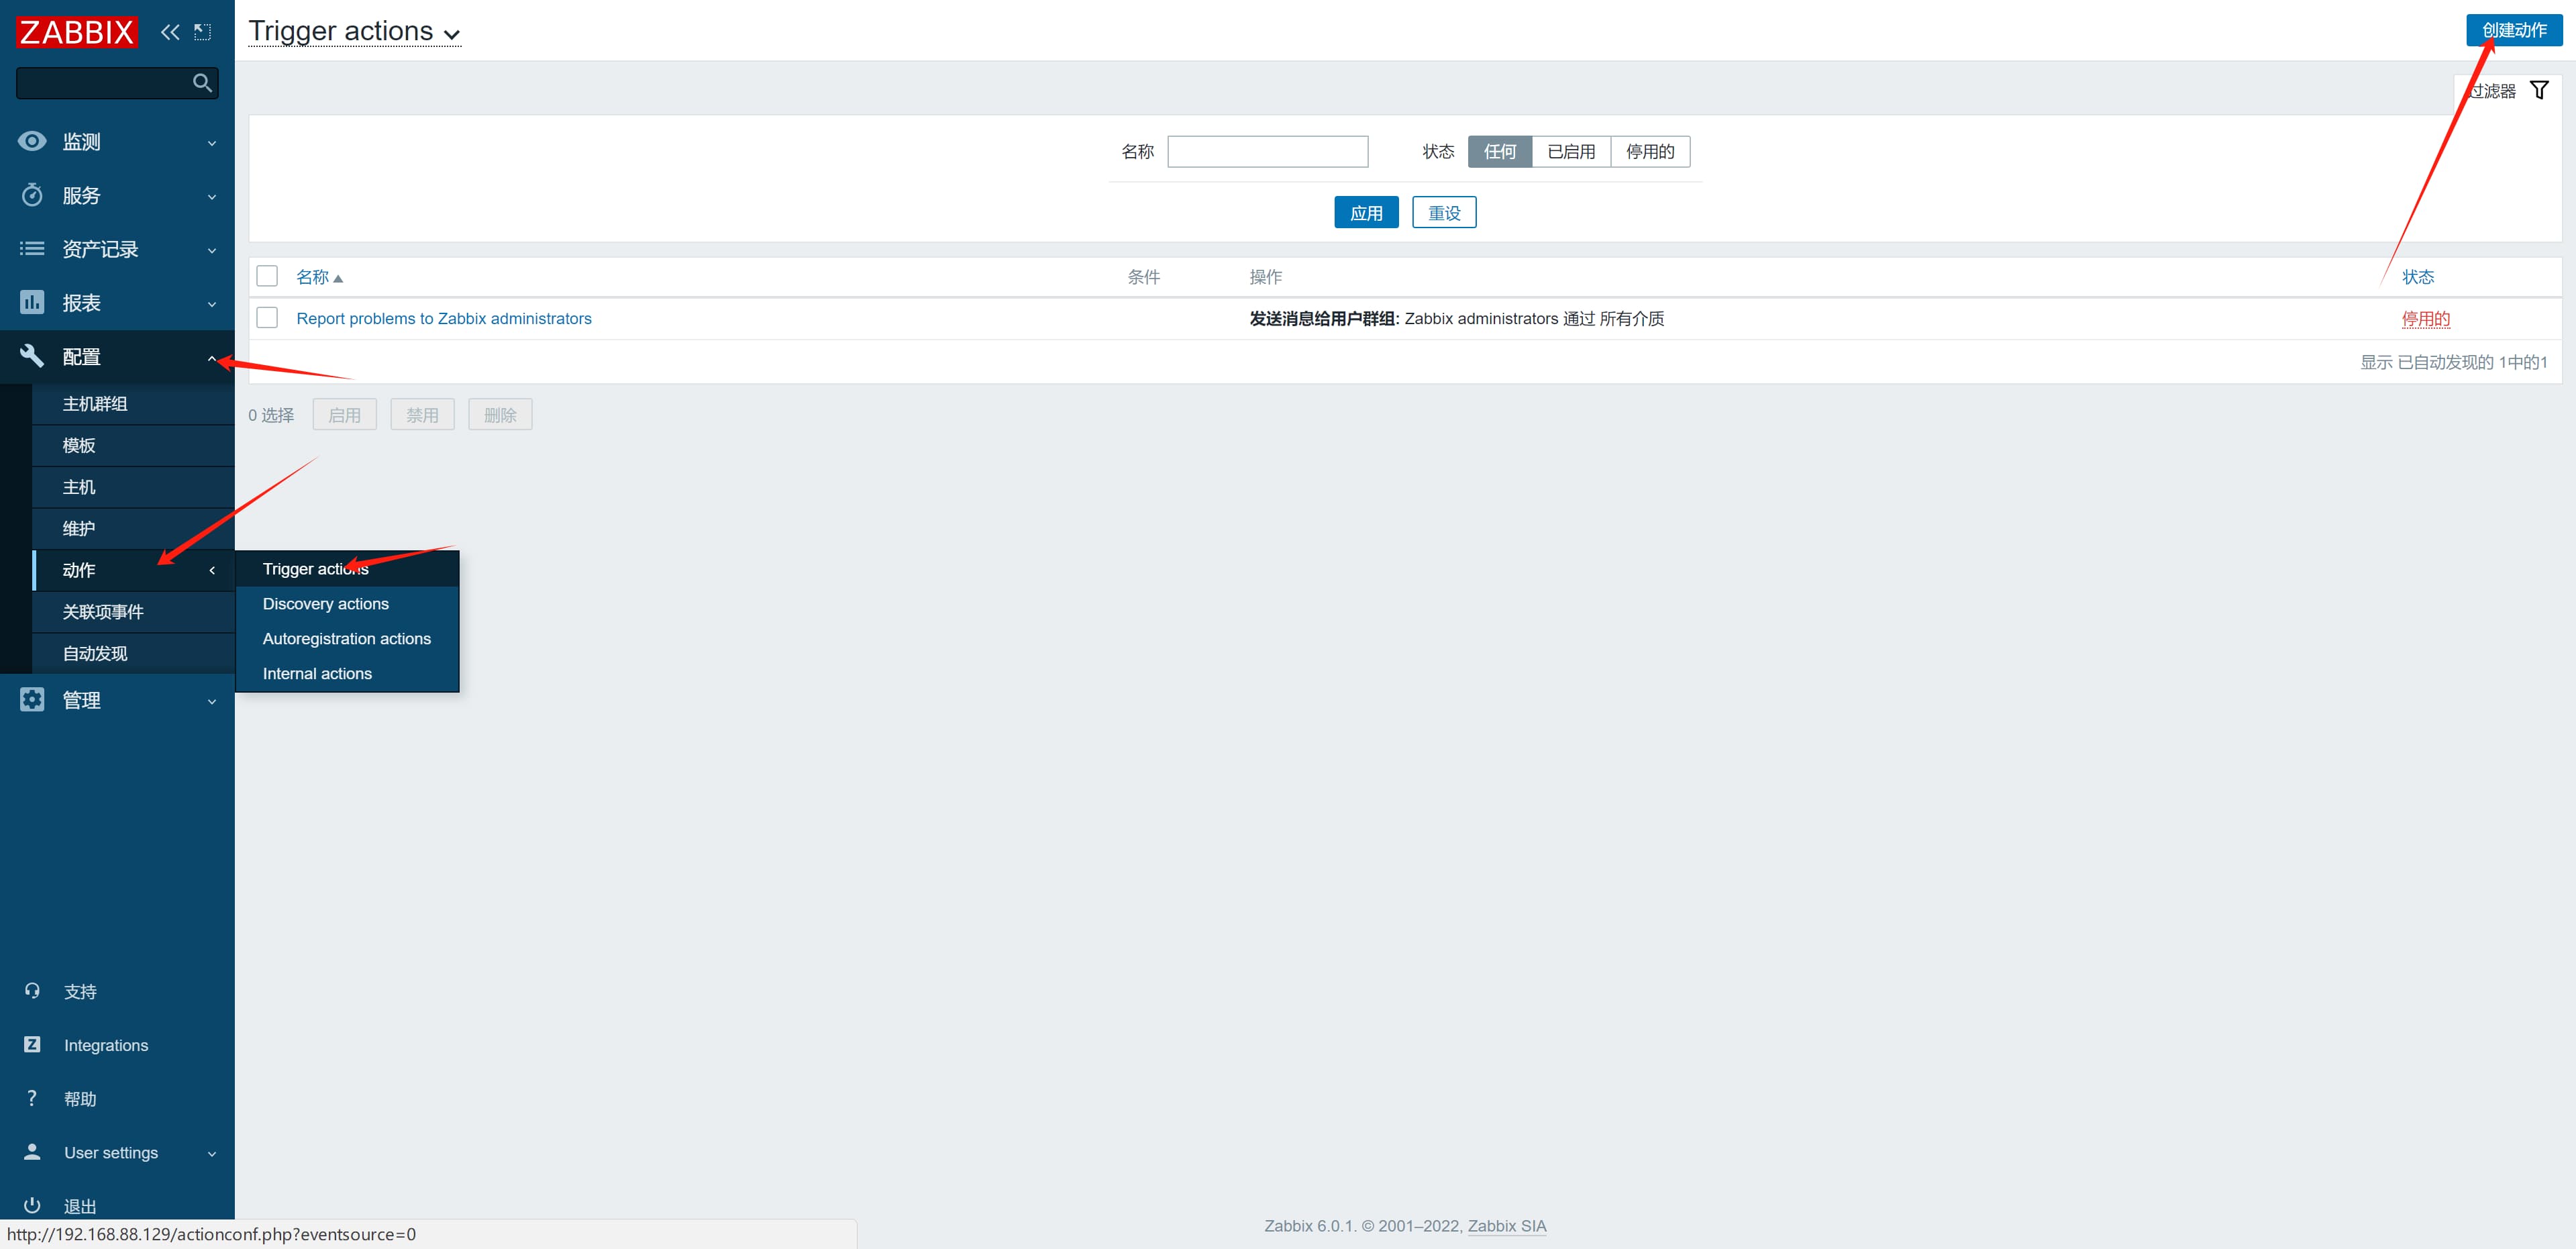 ZABBIX
监测
服务
资产记录
报表
配置
主机群组
模板
主机
维护
动作
关联项事件
自动发现
管理
支持
Integrations
? 帮助
User settings
退出
http://192.168.88.129/actionconf.php?eventsource=0
Trigger actions
Discovery actions
Autoregistration actions
Internal actions
Trigger actions
创建动作
过滤器
名称 状态 任何 已启用 停用的
应用 重设
名称 条件 操作 状态
Report problems to Zabbix administrators 发送消息给用户群组: Zabbix administrators 通过 所有介质 停用的
显示 已自动发现的 1中的1
0 选择 启用 禁用 删除
Zabbix 6.0.1. © 2001–2022, Zabbix SIA